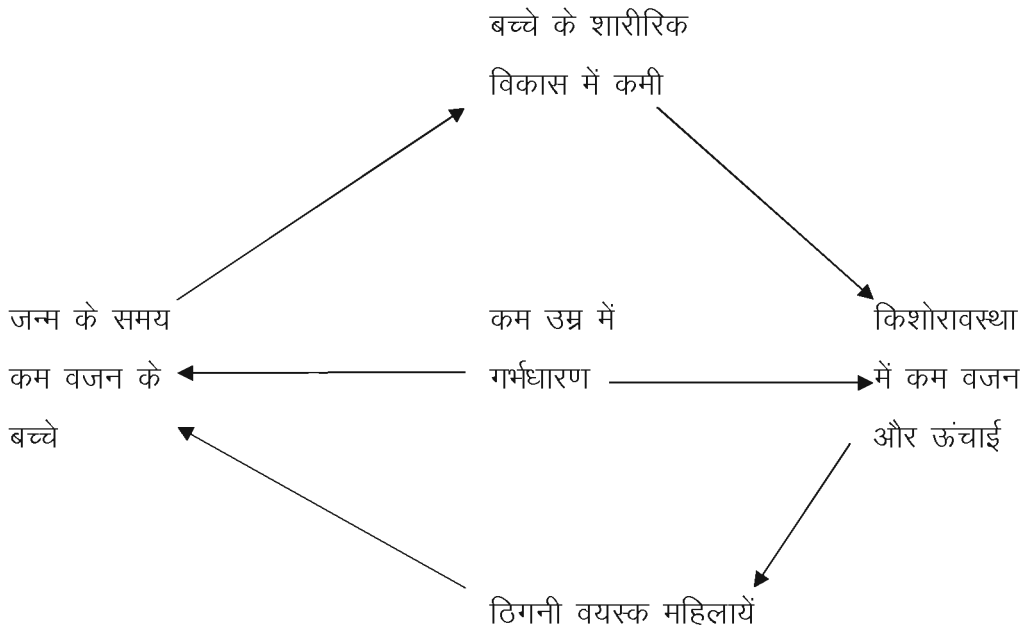 बच्चे के शारीरिक
विकास में कमी
जन्म के समय
कम वजन के
बच्चे
कम उम्र में
गर्भधारण
किशोरावस्था
में कम वजन
और ऊंचाई
ठिगनी वयस्क महिलायें